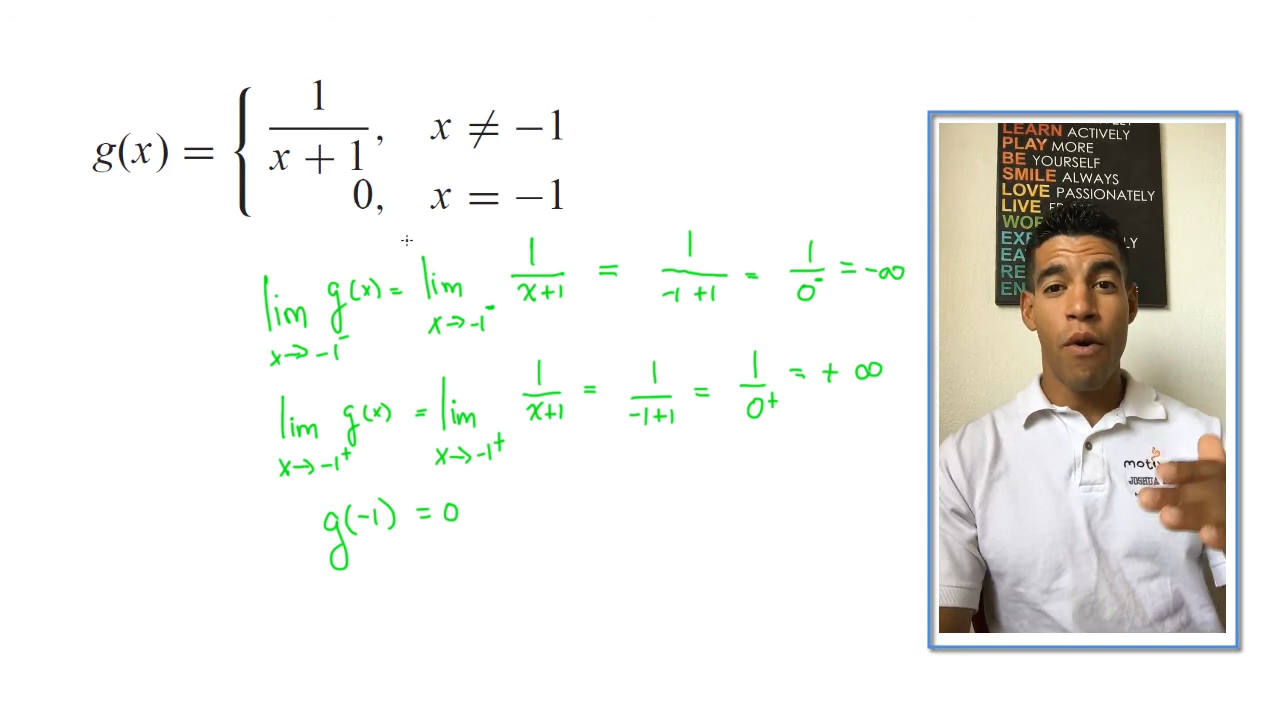 g(x) = { 1/(x + 1), x ≠ −1
0, x = −1
lim x→-1⁻ g(x) = lim x→-1⁻ 1/(x+1) = 1/(-1+1) = 1/0⁻ = -∞
lim x→-1⁺ g(x) = lim x→-1⁺ 1/(x+1) = 1/(-1+1) = 1/0⁺ = + ∞
g(-1) = 0
LEARN ACTIVELY
PLAY MORE
BE YOURSELF
SMILE ALWAYS
LOVE PASSIONATELY
LIVE
JOSHUA